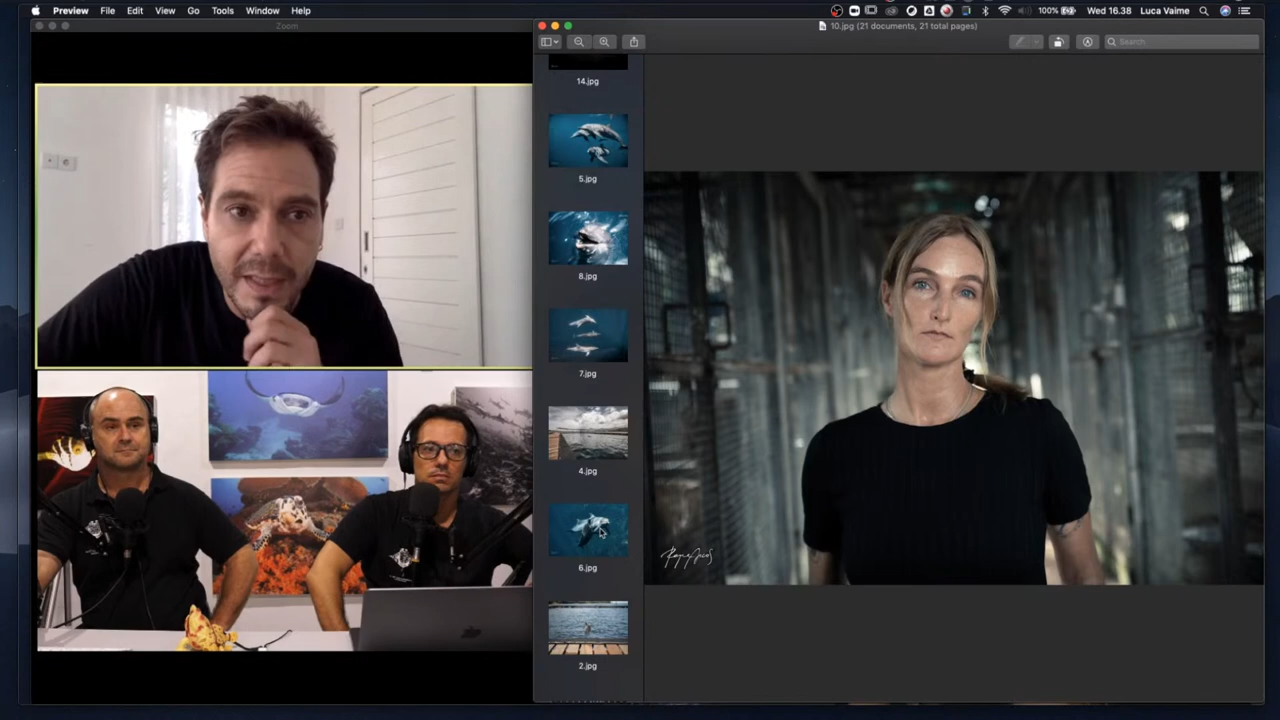 Preview File Edit View Go Tools Window Help
100% Wed 16.38 Luca Vaime
Zoom
10.jpg (21 documents, 21 total pages)
Search
14.jpg
5.jpg
8.jpg
7.jpg
4.jpg
6.jpg
2.jpg